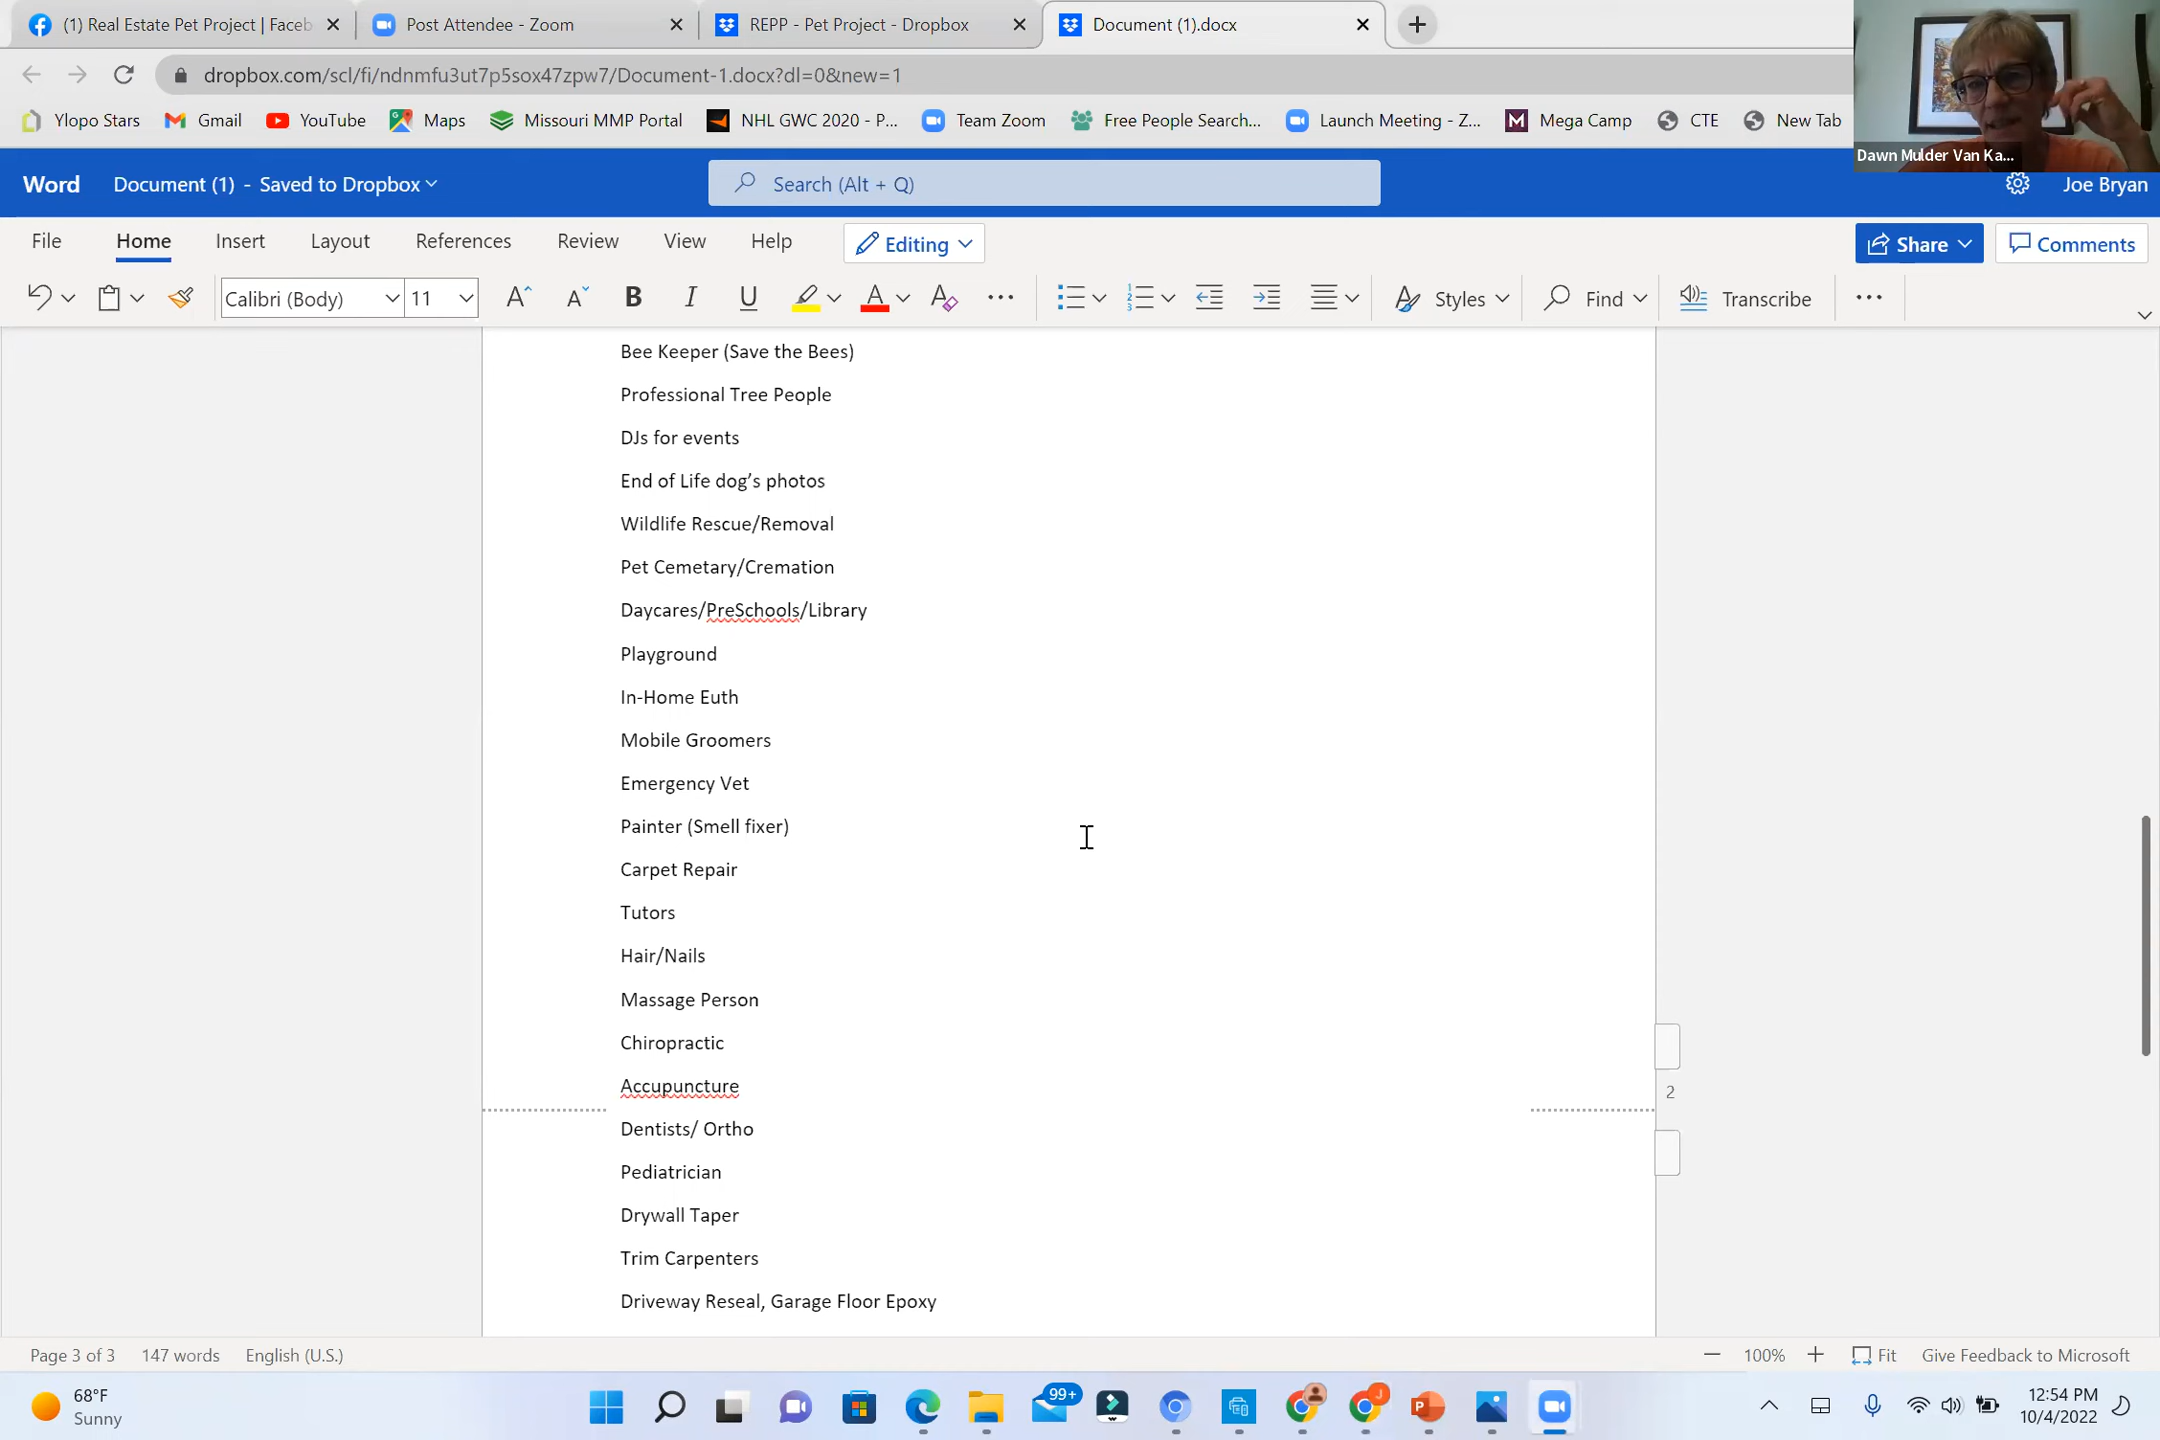 (1) Real Estate Pet Project | Faceb
Post Attendee - Zoom
REPP - Pet Project - Dropbox
Document (1).docx
dropbox.com/scl/fi/ndnmfu3ut7p5sox47zpw7/Document-1.docx?dl=0&new=1
Ylopo Stars
Gmail
YouTube
Maps
Missouri MMP Portal
NHL GWC 2020 - P...
Team Zoom
Free People Search...
Launch Meeting - Z...
Mega Camp
CTE
New Tab
Dawn Mulder Van Ka...
Word
Document (1) - Saved to Dropbox
Search (Alt + Q)
Joe Bryan
File
Home
Insert
Layout
References
Review
View
Help
Editing
Share
Comments
Calibri (Body)
11
Styles
Find
Transcribe
Bee Keeper (Save the Bees)
Professional Tree People
DJs for events
End of Life dog’s photos
Wildlife Rescue/Removal
Pet Cemetary/Cremation
Daycares/PreSchools/Library
Playground
In-Home Euth
Mobile Groomers
Emergency Vet
Painter (Smell fixer)
Carpet Repair
Tutors
Hair/Nails
Massage Person
Chiropractic
Accupuncture
2
Dentists/ Ortho
Pediatrician
Drywall Taper
Trim Carpenters
Driveway Reseal, Garage Floor Epoxy
Page 3 of 3
147 words
English (U.S.)
100%
Fit
Give Feedback to Microsoft
68°F
Sunny
99+
J
12:54 PM
10/4/2022